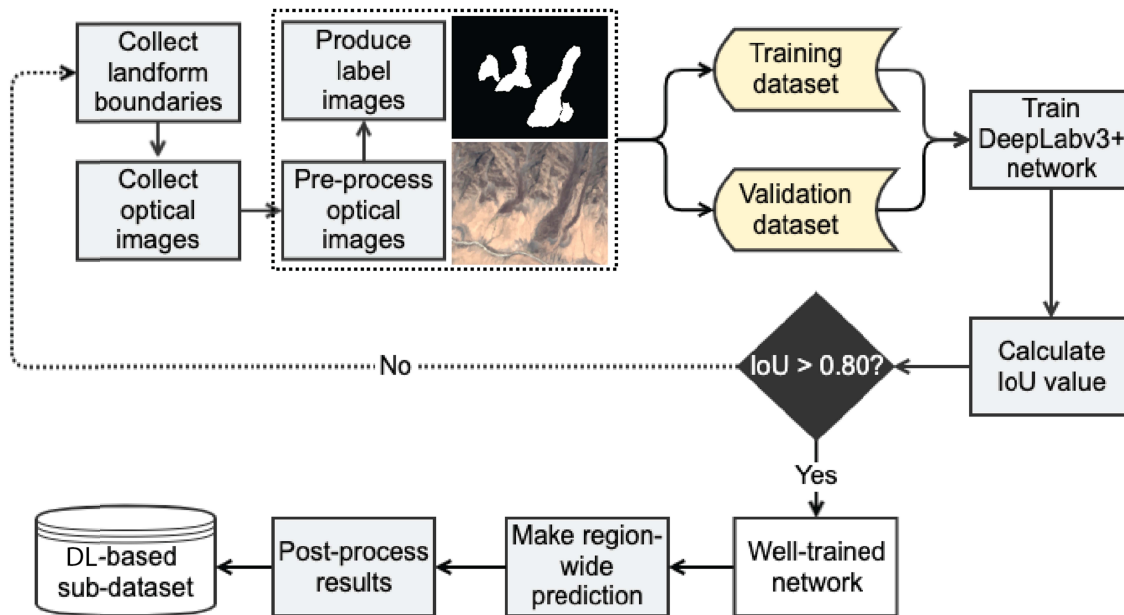 Collect
landform
boundaries
Produce
label
images
Training
dataset
Train
DeepLabv3+
network
Collect
optical
images
Pre-process
optical
images
Validation
dataset
Calculate
IoU value
IoU > 0.80?
No
Yes
Well-trained
network
Make region-
wide
prediction
Post-process
results
DL-based
sub-dataset